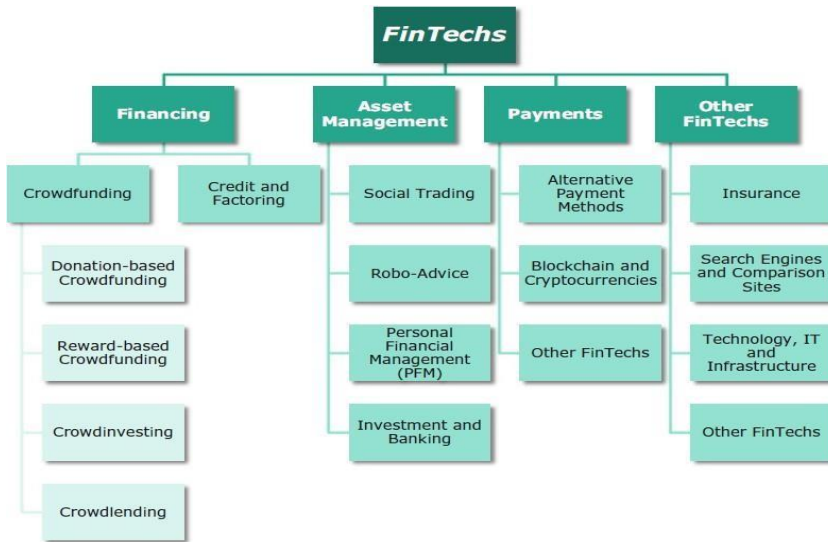 FinTechs
Financing
Asset
Management
Payments
Other
FinTechs
Crowdfunding
Credit and
Factoring
Social Trading
Alternative
Payment
Methods
Insurance
Donation-based
Crowdfunding
Robo-Advice
Blockchain and
Cryptocurrencies
Search Engines
and Comparison
Sites
Reward-based
Crowdfunding
Personal
Financial
Management
(PFM)
Other FinTechs
Technology, IT
and
Infrastructure
Crowdinvesting
Investment and
Banking
Other FinTechs
Crowdlending